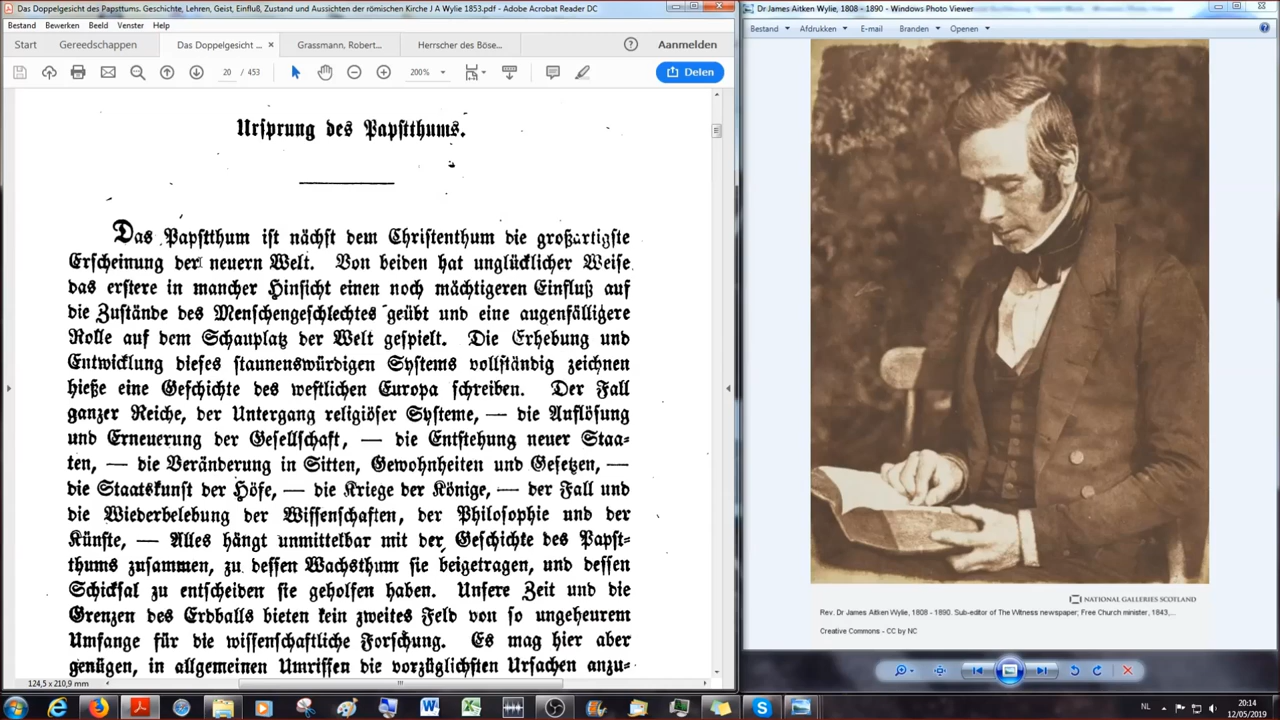 Das Doppelgesicht des Papsttums. Geschichte, Lehren, Geist, Einfluß, Zustand und Aussichten der römischen Kirche J A Wylie 1853.pdf - Adobe Acrobat Reader DC
Bestand Bewerken Beeld Venster Help
Start Gereedschappen Das Doppelgesicht ... × Grassmann, Robert... Herrscher des Böse... Aanmelden
20 / 453 200% Delen
Urſprung des Papſtthums.
Das Papſtthum iſt nächſt dem Chriſtenthum die großartigſte
Erſcheinung der neuern Welt. Von beiden hat unglücklicher Weiſe
das erſtere in mancher Hinſicht einen noch mächtigeren Einfluß auf
die Zuſtände des Menſchengeſchlechtes geübt und eine augenfälligere
Rolle auf dem Schauplatz der Welt geſpielt. Die Erhebung und
Entwicklung dieſes ſtaunenswürdigen Syſtems vollſtändig zeichnen
hieße eine Geſchichte des weſtlichen Europa ſchreiben. Der Fall
ganzer Reiche, der Untergang religiöſer Syſteme, — die Auflöſung
und Erneuerung der Geſellſchaft, — die Entſtehung neuer Staa-
ten, — die Veränderung in Sitten, Gewohnheiten und Geſetzen, —
die Staatskunſt der Höfe, — die Kriege der Könige, — der Fall und
die Wiederbelebung der Wiſſenſchaften, der Philoſophie und der
Künſte, — Alles hängt unmittelbar mit der Geſchichte des Papſt-
thums zuſammen, zu deſſen Wachsthum ſie beigetragen, und deſſen
Schickſal zu entſcheiden ſie geholfen haben. Unſere Zeit und die
Grenzen des Erdballs bieten kein zweites Feld von ſo ungeheurem
Umfange für die wiſſenſchaftliche Forſchung. Es mag hier aber
genügen, in allgemeinen Umriſſen die vorzüglichſten Urſachen anzu-
124,5 x 210,9 mm
Dr James Aitken Wylie, 1808 - 1890 - Windows Photo Viewer
Bestand Afdrukken E-mail Branden Openen
NATIONAL GALLERIES SCOTLAND
Rev. Dr James Aitken Wylie, 1808 - 1890. Sub-editor of The Witness newspaper; Free Church minister, 1843,...
Creative Commons - CC by NC
NL 20:14
12/05/2019